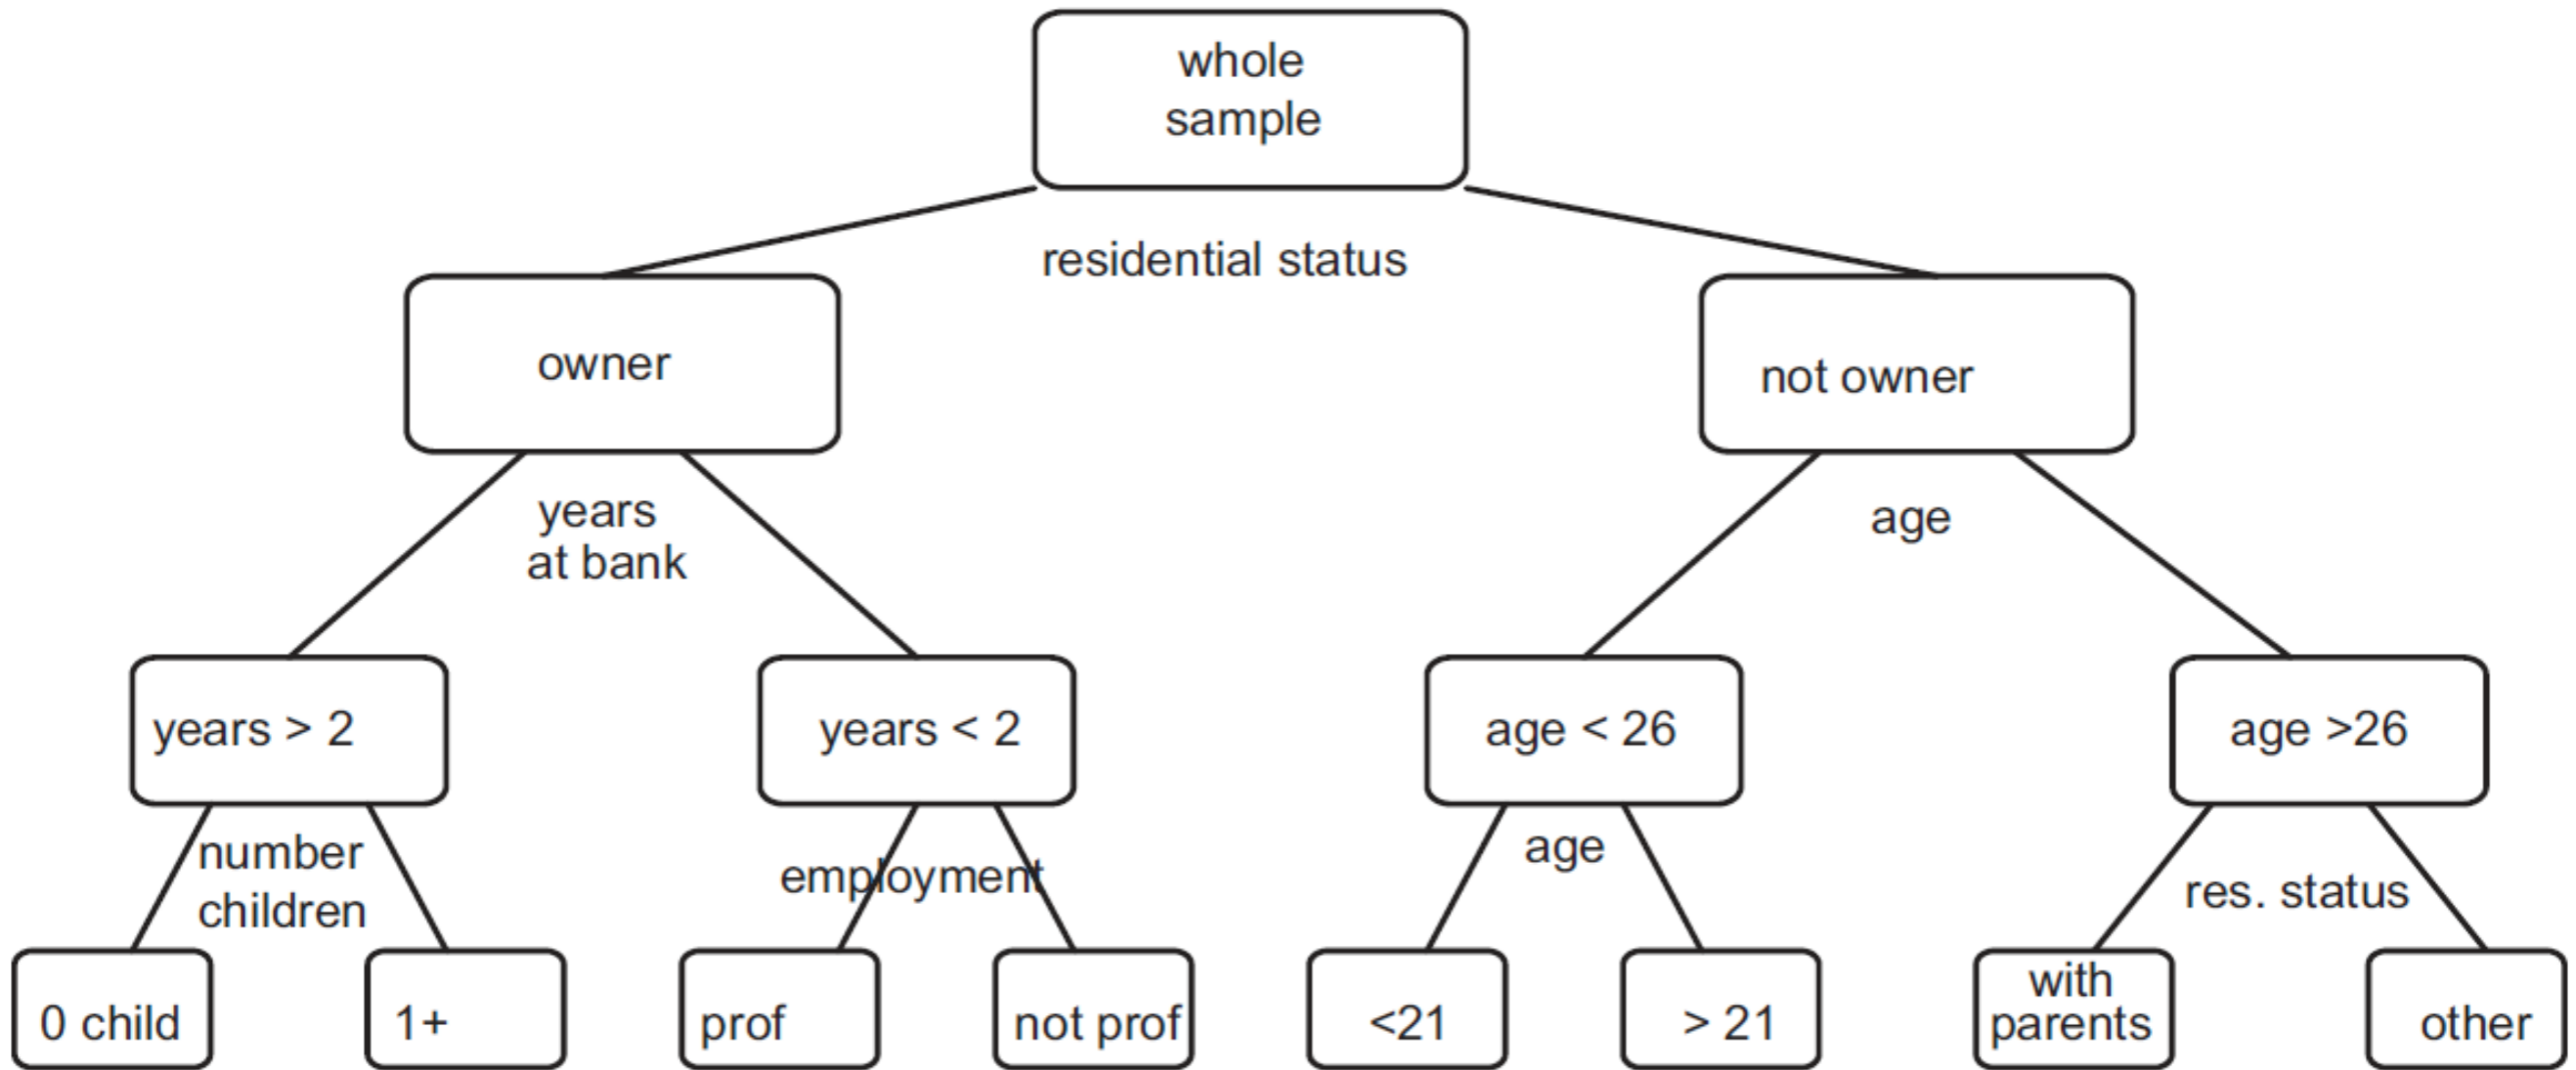 whole
sample
residential status
owner
not owner
years
at bank
age
years > 2
years < 2
age < 26
age >26
number
children
employment
age
res. status
0 child
1+
prof
not prof
<21
> 21
with
parents
other